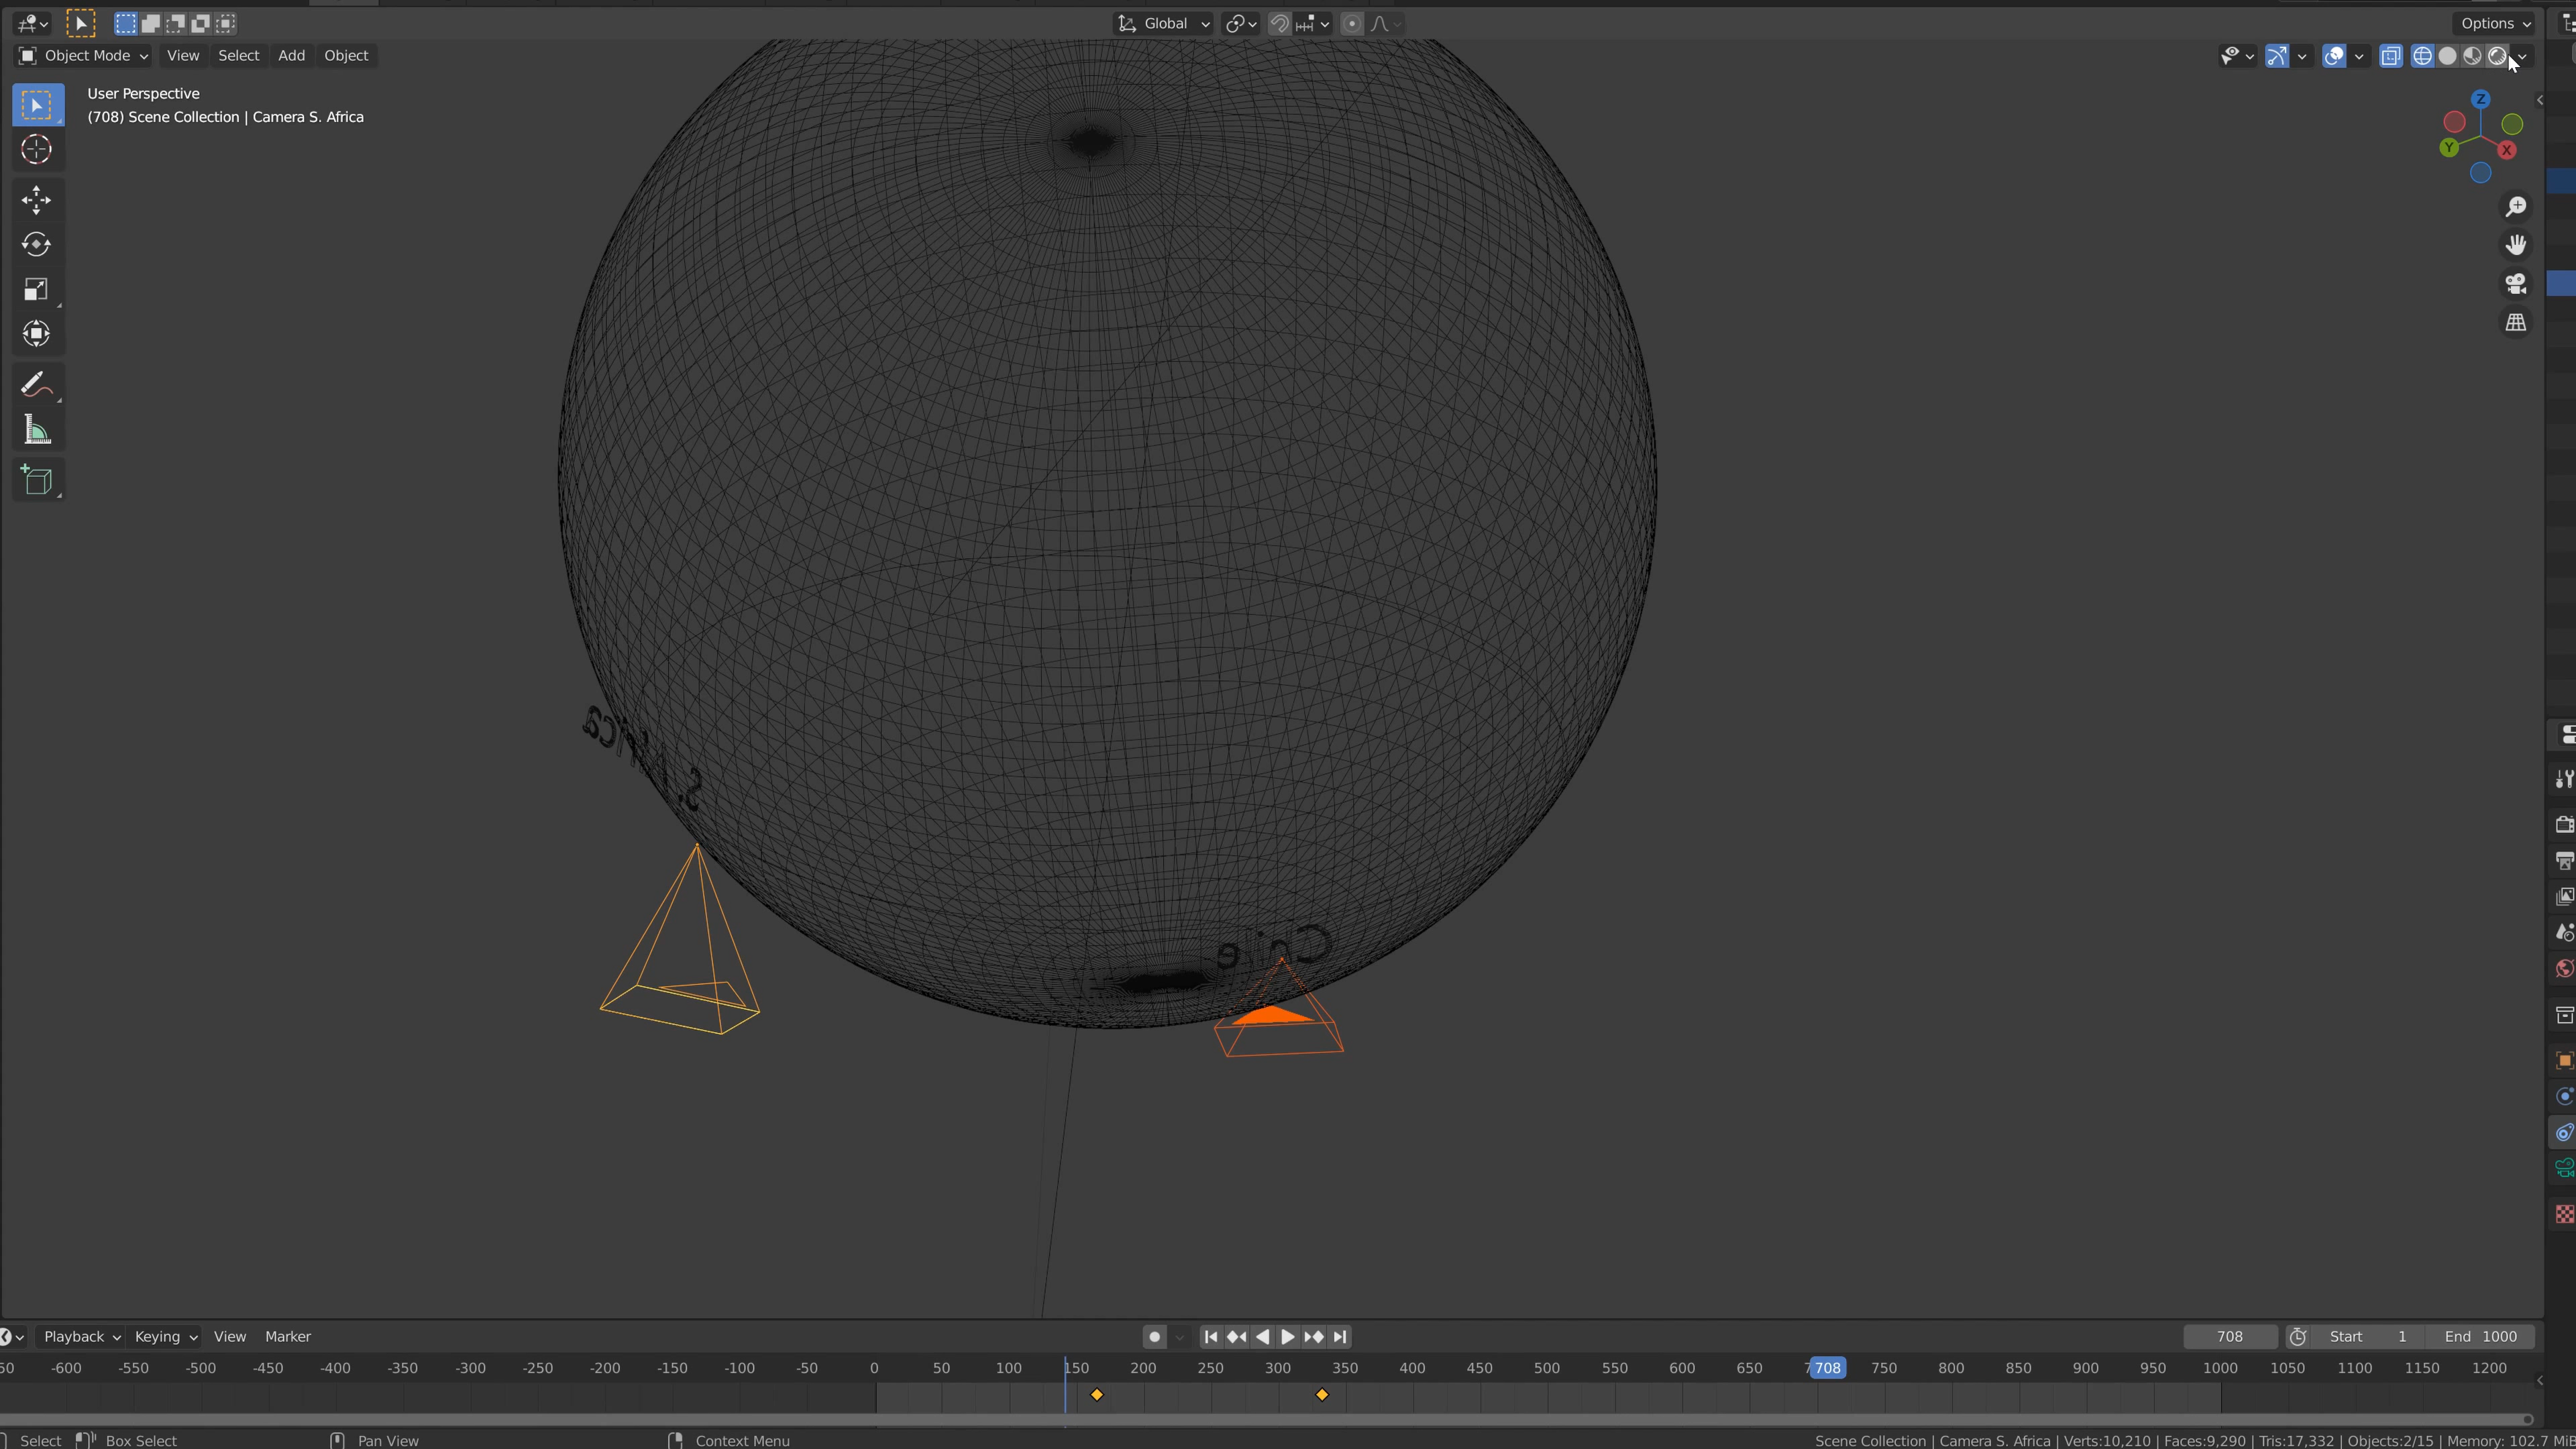 Global
Options
Object Mode View Select Add Object
User Perspective
(708) Scene Collection | Camera S. Africa
Z
Y
X
S. Africa
Chile
Playback Keying View Marker
708 Start 1 End 1000
-600 -550 -500 -450 -400 -350 -300 -250 -200 -150 -100 -50 0 50 100 150 200 250 300 350 400 450 500 550 600 650 708 750 800 850 900 950 1000 1050 1100 1150 1200
Select Box Select Pan View Context Menu Scene Collection | Camera S. Africa | Verts:10,210 | Faces:9,290 | Tris:17,332 | Objects:2/15 | Memory: 102.7